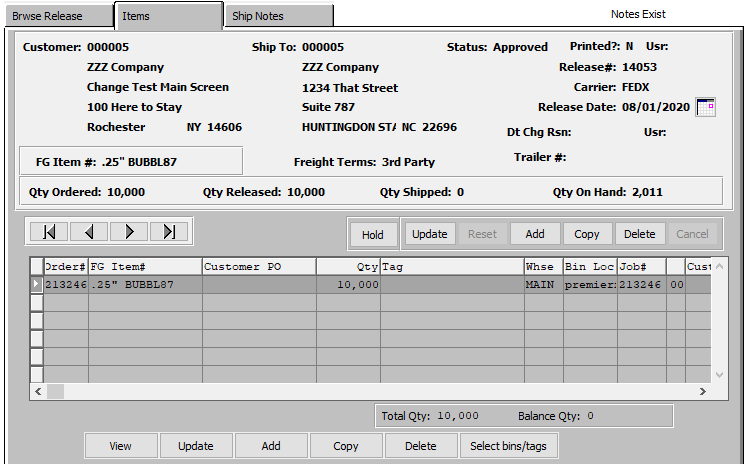 Brwse Release Items Ship Notes Notes Exist
Customer: 000005 Ship To: 000005 Status: Approved Printed?: N Usr:
ZZZ Company ZZZ Company Release#: 14053
Change Test Main Screen 1234 That Street Carrier: FEDX
100 Here to Stay Suite 787 Release Date: 08/01/2020
Rochester NY 14606 HUNTINGDON STA NC 22696 Dt Chg Rsn: Usr:
FG Item #: .25" BUBBL87 Freight Terms: 3rd Party Trailer #:
Qty Ordered: 10,000 Qty Released: 10,000 Qty Shipped: 0 Qty On Hand: 2,011
Hold Update Reset Add Copy Delete Cancel
Order# FG Item# Customer PO Qty Tag Whse Bin Loc Job# Cust
213246 .25" BUBBL87 10,000 MAIN premier 213246 00
Total Qty: 10,000 Balance Qty: 0
View Update Add Copy Delete Select bins/tags